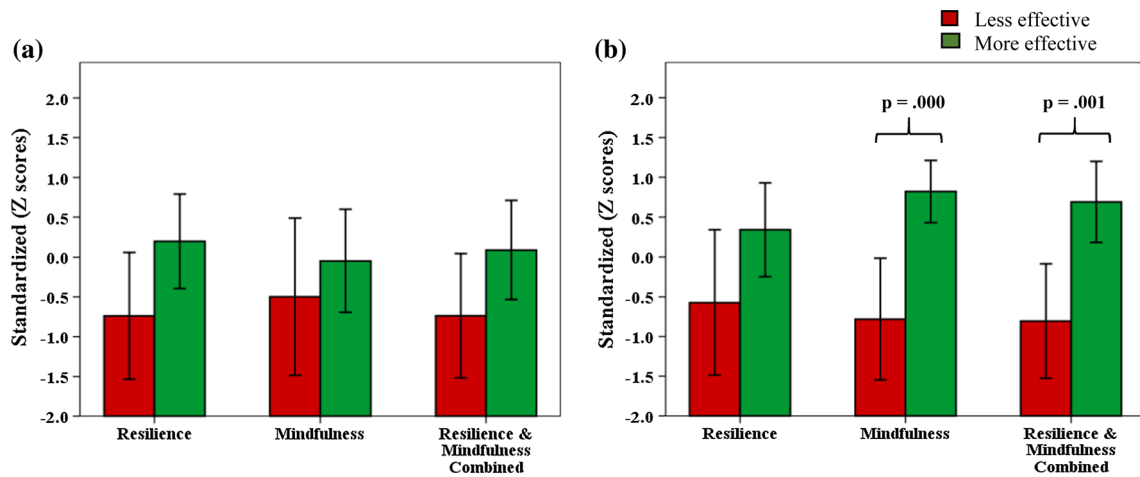 Less effective
More effective
(a)
Standardized (Z scores)
2.0
1.5
1.0
0.5
0.0
-0.5
-1.0
-1.5
-2.0
Resilience
Mindfulness
Resilience &
Mindfulness
Combined
(b)
Standardized (Z scores)
2.0
1.5
1.0
0.5
0.0
-0.5
-1.0
-1.5
-2.0
p = .000
p = .001
Resilience
Mindfulness
Resilience &
Mindfulness
Combined